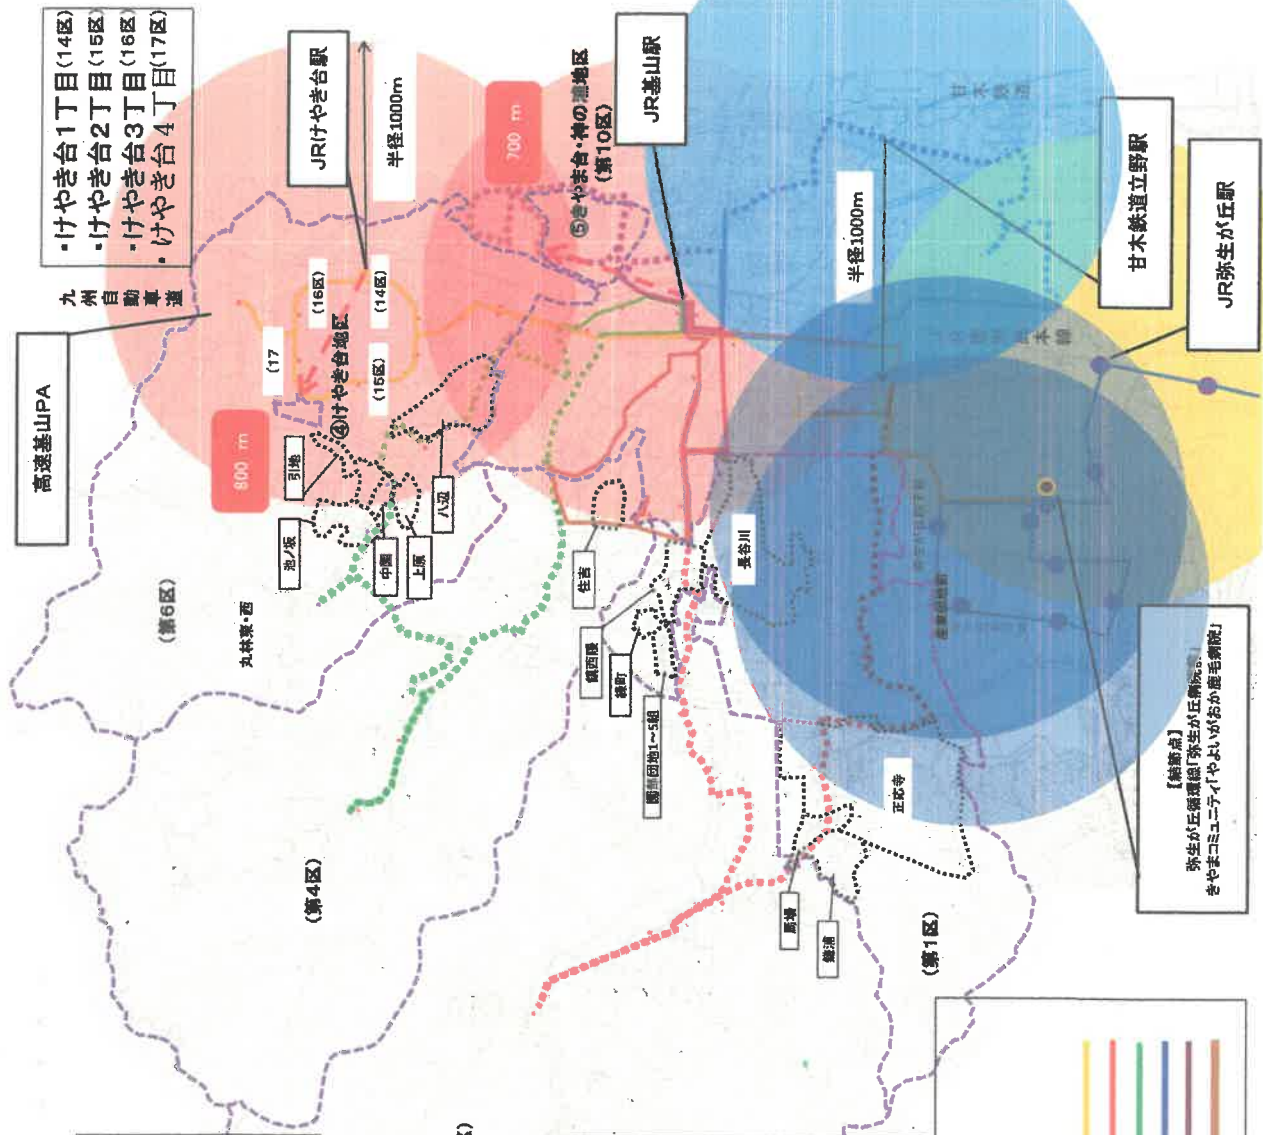 ・けやき台1丁目(14区)
・けやき台2丁目(15区)
・けやき台3丁目(16区)
・けやき台4丁目(17区)
九州自動車道
高速基山PA
JRけやき台駅
半径1000m
700 m
⑤きやま台・神の浦地区
(第10区)
JR基山駅
甘木鉄道
半径1000m
甘木鉄道立野駅
JR弥生が丘駅
(16区)
(14区)
(17
(15区)
④けやき台地区
800 m
引地
池ノ坂
中園
上原
八辺
住吉
長谷川
鎮西隈
緑町
園部団地1～5組
(第6区)
丸林東・西
(第4区)
正応寺
馬場
鎌浦
(第1区)
【結節点】
弥生が丘循環線「弥生が丘病院」
きやまコミュニティ「やよいがおか鹿毛病院」
区)